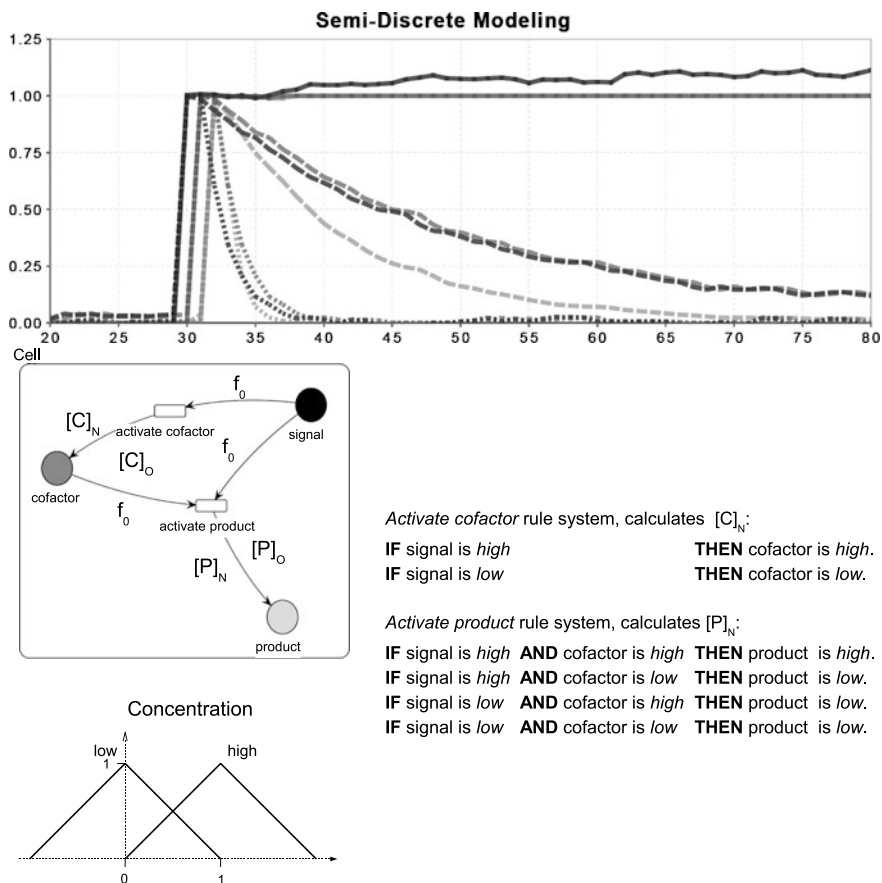 Semi-Discrete Modeling
1.25
1.00
0.75
0.50
0.25
0.00
20 25 30 35 40 45 50 55 60 65 70 75 80
Cell
f0
[C]N
activate cofactor
signal
[C]O
f0
cofactor
f0
activate product
[P]O
[P]N
product
Activate cofactor rule system, calculates [C]N:
IF signal is high THEN cofactor is high.
IF signal is low THEN cofactor is low.
Activate product rule system, calculates [P]N:
IF signal is high AND cofactor is high THEN product is high.
IF signal is high AND cofactor is low THEN product is low.
IF signal is low AND cofactor is high THEN product is low.
IF signal is low AND cofactor is low THEN product is low.
Concentration
low high
1
0 1